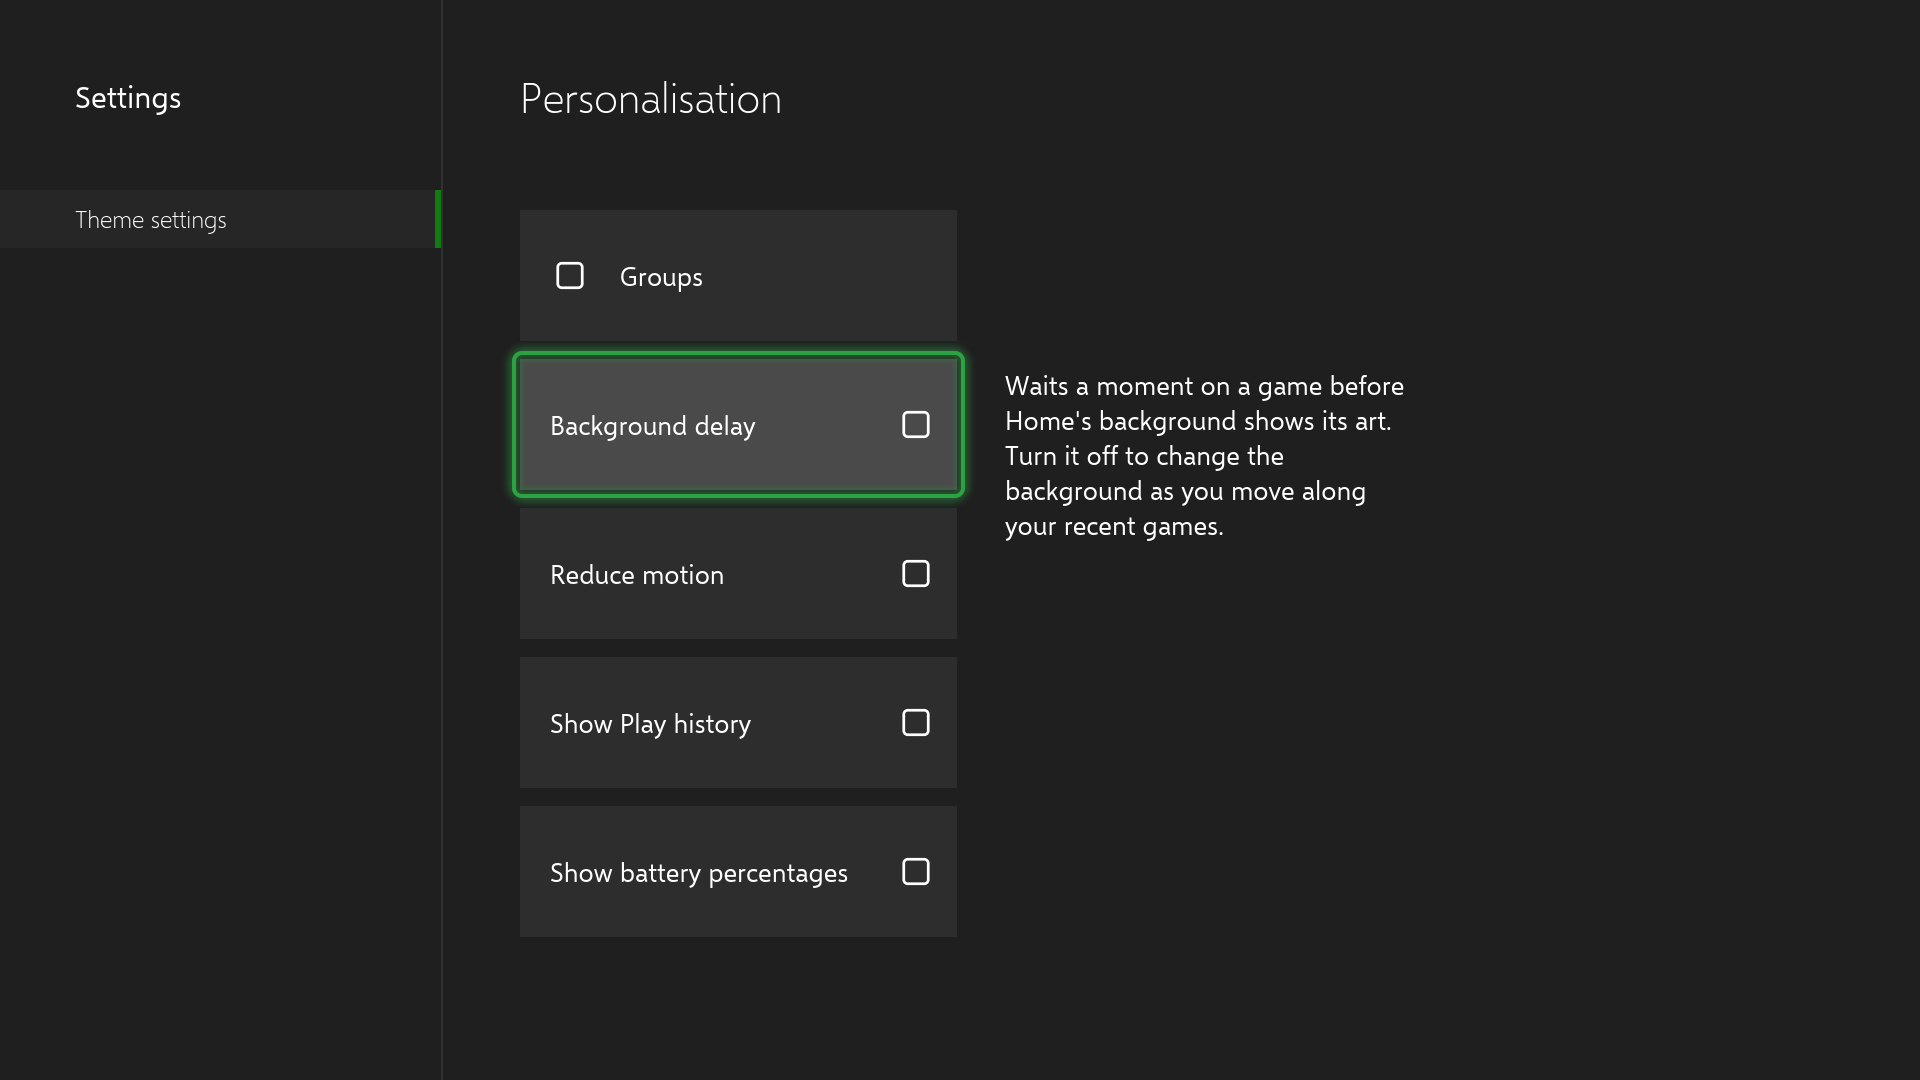 Settings
Theme settings
Personalisation
Groups
Background delay
Waits a moment on a game before
Home's background shows its art.
Turn it off to change the
background as you move along
your recent games.
Reduce motion
Show Play history
Show battery percentages